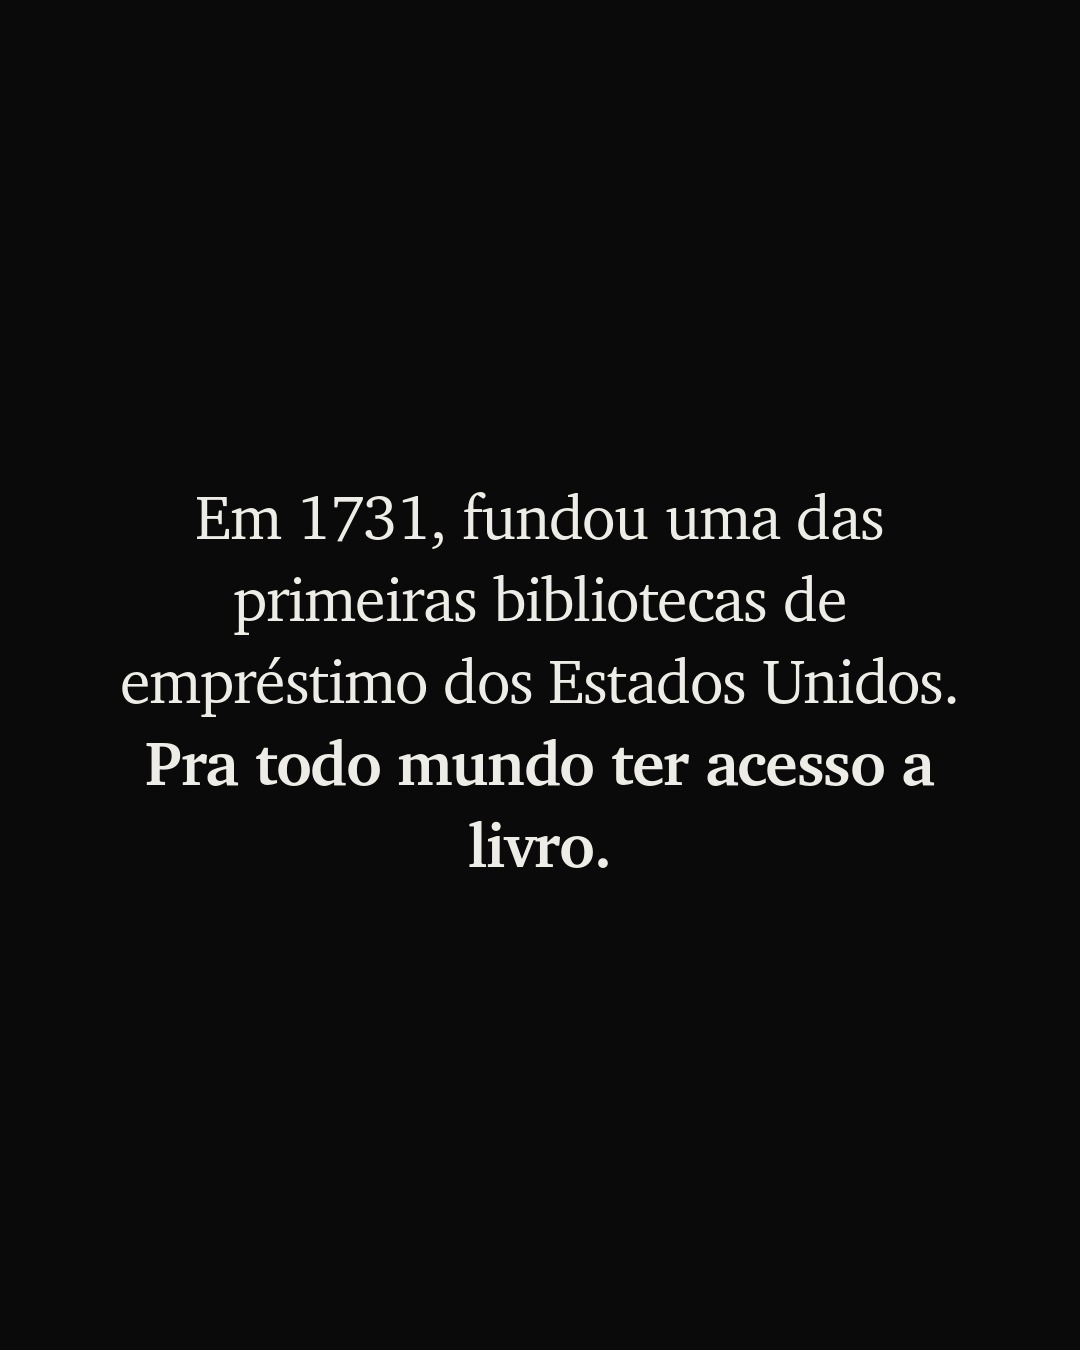 Em 1731, fundou uma das
primeiras bibliotecas de
empréstimo dos Estados Unidos.
Pra todo mundo ter acesso a
livro.